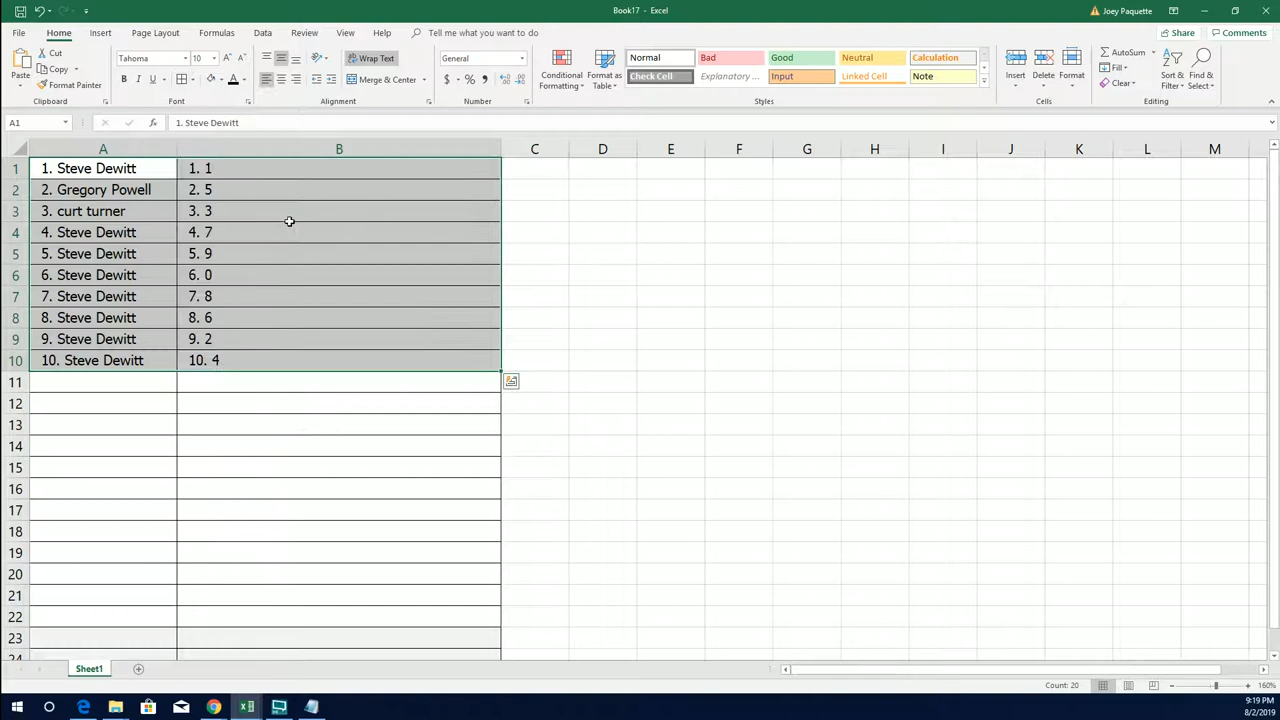 Book17 - Excel
Joey Paquette
File Home Insert Page Layout Formulas Data Review View Help Tell me what you want to do
Share Comments
Paste
Cut
Copy
Format Painter
Clipboard
Tahoma 10
B I U
Font
Wrap Text
Merge & Center
Alignment
General
$ % ,
Number
Conditional Formatting
Format as Table
Normal Bad Good Neutral Calculation
Check Cell Explanatory ... Input Linked Cell Note
Styles
Insert Delete Format
Cells
AutoSum
Fill
Clear
Sort & Filter
Find & Select
Editing
A1 fx 1. Steve Dewitt
A B C D E F G H I J K L M
1 1. Steve Dewitt 1. 1
2 2. Gregory Powell 2. 5
3 3. curt turner 3. 3
4 4. Steve Dewitt 4. 7
5 5. Steve Dewitt 5. 9
6 6. Steve Dewitt 6. 0
7 7. Steve Dewitt 7. 8
8 8. Steve Dewitt 8. 6
9 9. Steve Dewitt 9. 2
10 10. Steve Dewitt 10. 4
11
12
13
14
15
16
17
18
19
20
21
22
23
24
Sheet1
Count: 20 160%
9:19 PM
8/2/2019